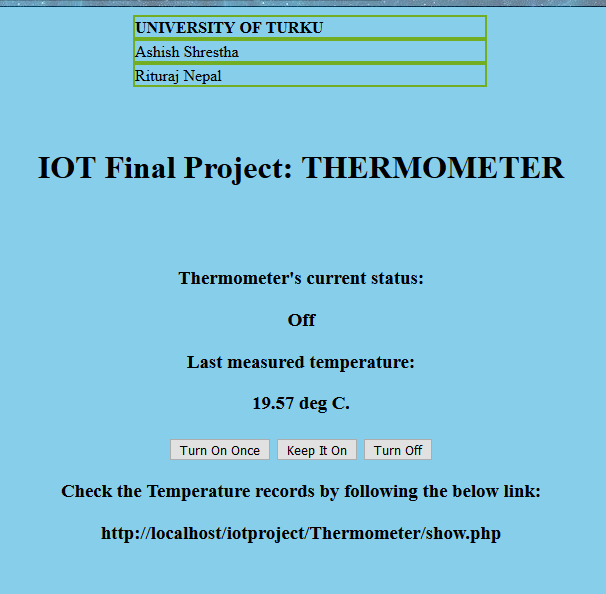 UNIVERSITY OF TURKU
Ashish Shrestha
Rituraj Nepal
IOT Final Project: THERMOMETER
Thermometer's current status:
Off
Last measured temperature:
19.57 deg C.
Turn On Once Keep It On Turn Off
Check the Temperature records by following the below link:
http://localhost/iotproject/Thermometer/show.php